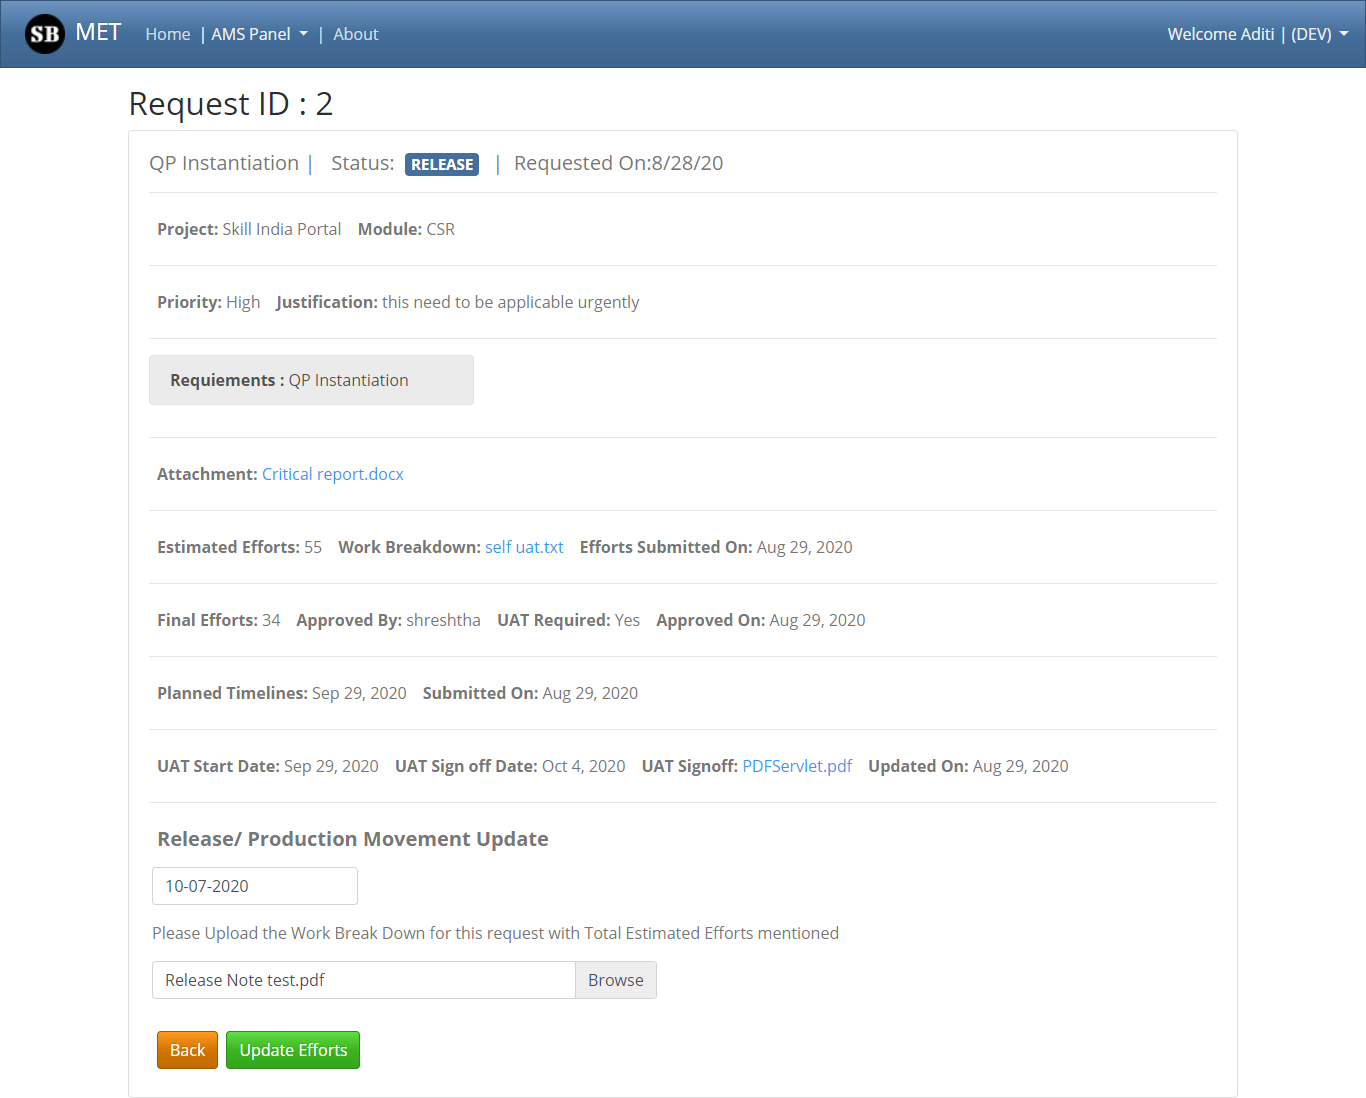 SB MET Home | AMS Panel | About Welcome Aditi | (DEV)
Request ID : 2
QP Instantiation | Status: RELEASE | Requested On:8/28/20
Project: Skill India Portal Module: CSR
Priority: High Justification: this need to be applicable urgently
Requiements : QP Instantiation
Attachment: Critical report.docx
Estimated Efforts: 55 Work Breakdown: self uat.txt Efforts Submitted On: Aug 29, 2020
Final Efforts: 34 Approved By: shreshtha UAT Required: Yes Approved On: Aug 29, 2020
Planned Timelines: Sep 29, 2020 Submitted On: Aug 29, 2020
UAT Start Date: Sep 29, 2020 UAT Sign off Date: Oct 4, 2020 UAT Signoff: PDFServlet.pdf Updated On: Aug 29, 2020
Release/ Production Movement Update
10-07-2020
Please Upload the Work Break Down for this request with Total Estimated Efforts mentioned
Release Note test.pdf Browse
Back Update Efforts